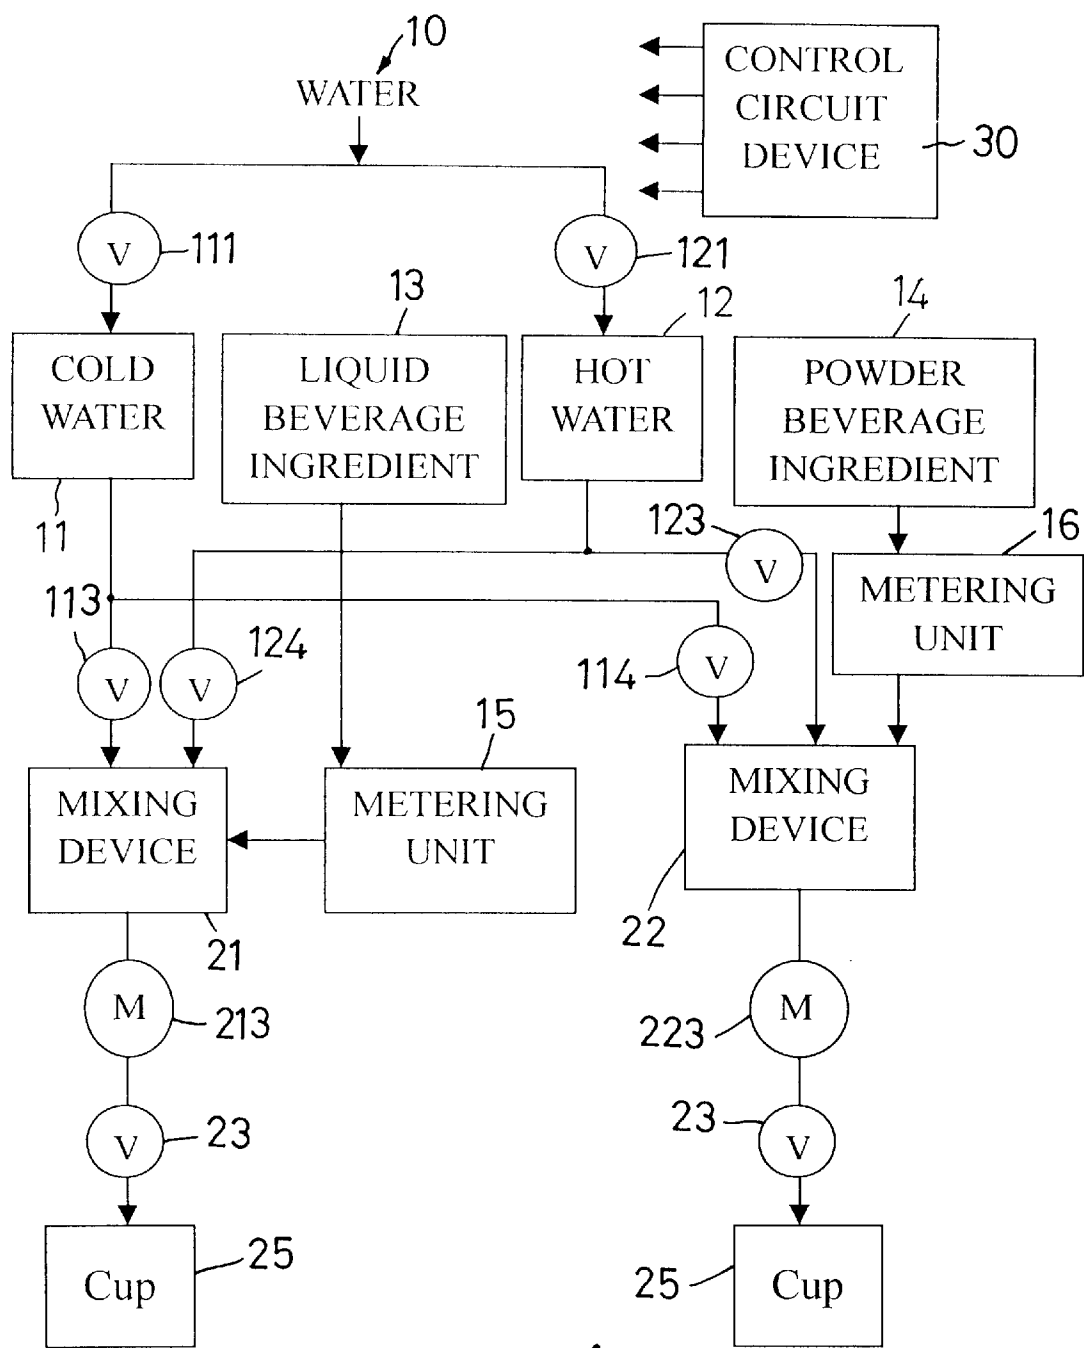 10
WATER
CONTROL
CIRCUIT
DEVICE
30
V
111
V
121
13
12
14
COLD
WATER
LIQUID
BEVERAGE
INGREDIENT
HOT
WATER
POWDER
BEVERAGE
INGREDIENT
11
123
V
16
METERING
UNIT
113
V
124
V
114
V
15
MIXING
DEVICE
METERING
UNIT
MIXING
DEVICE
21
22
M
213
M
223
V
23
V
23
Cup
25
Cup
25